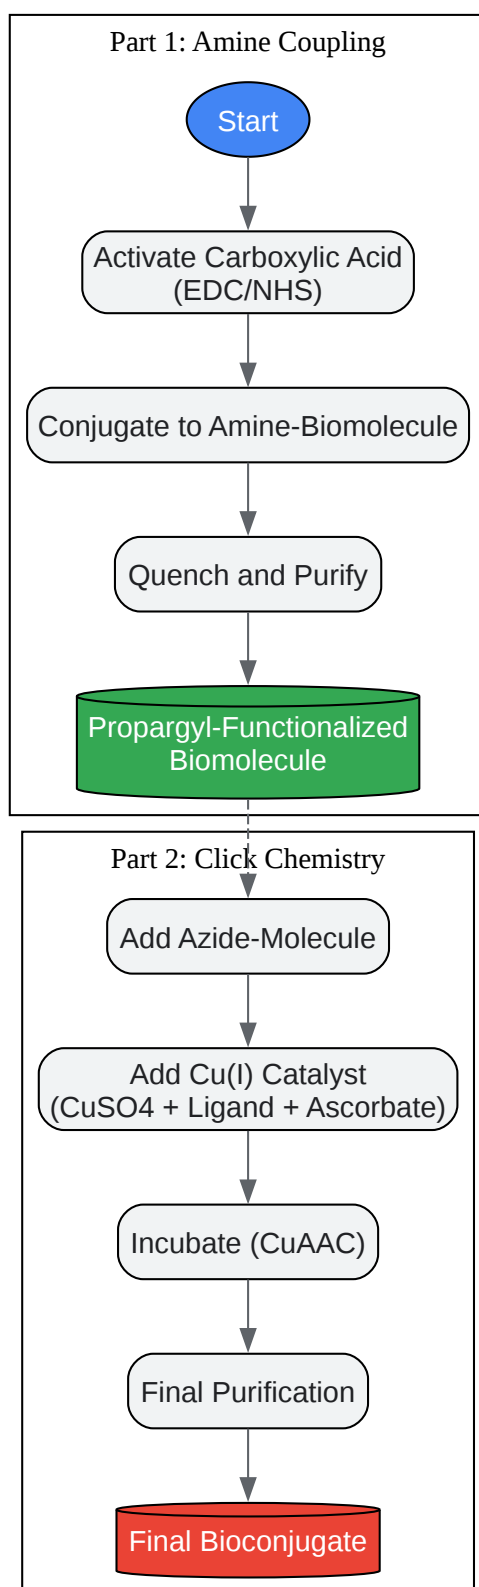 Part 1: Amine Coupling
Start
Activate Carboxylic Acid
(EDC/NHS)
Conjugate to Amine-Biomolecule
Quench and Purify
Propargyl-Functionalized
Biomolecule
Part 2: Click Chemistry
Add Azide-Molecule
Add Cu(I) Catalyst
(CuSO4 + Ligand + Ascorbate)
Incubate (CuAAC)
Final Purification
Final Bioconjugate